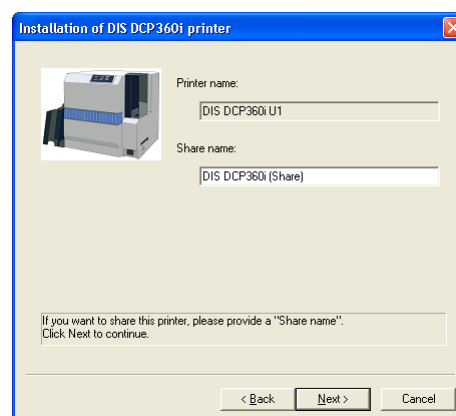 Installation of DIS DCP360i printer
Printer name:
DIS DCP360i U1
Share name:
DIS DCP360i (Share)
If you want to share this printer, please provide a "Share name".
Click Next to continue.
< Back Next > Cancel